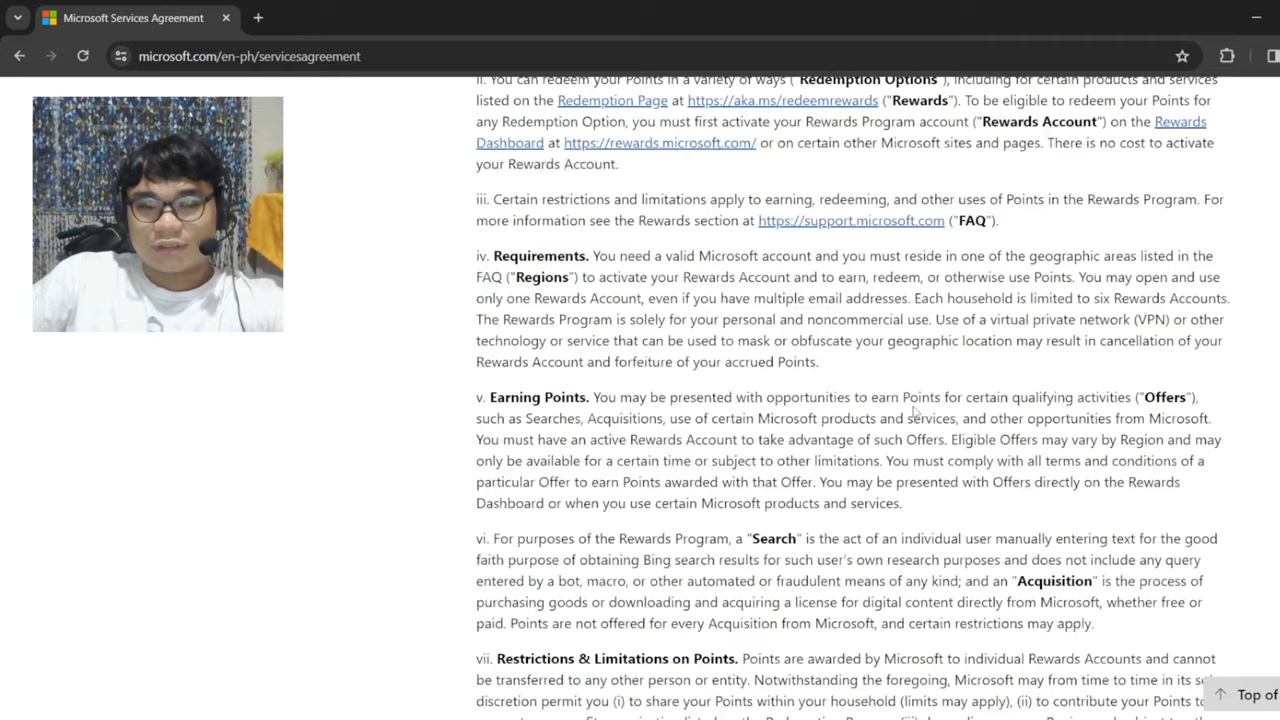 Microsoft Services Agreement
microsoft.com/en-ph/servicesagreement
ii. You can redeem your Points in a variety of ways ("Redemption Options"), including for certain products and services
listed on the Redemption Page at https://aka.ms/redeemrewards ("Rewards"). To be eligible to redeem your Points for
any Redemption Option, you must first activate your Rewards Program account ("Rewards Account") on the Rewards
Dashboard at https://rewards.microsoft.com/ or on certain other Microsoft sites and pages. There is no cost to activate
your Rewards Account.
iii. Certain restrictions and limitations apply to earning, redeeming, and other uses of Points in the Rewards Program. For
more information see the Rewards section at https://support.microsoft.com ("FAQ").
iv. Requirements. You need a valid Microsoft account and you must reside in one of the geographic areas listed in the
FAQ ("Regions") to activate your Rewards Account and to earn, redeem, or otherwise use Points. You may open and use
only one Rewards Account, even if you have multiple email addresses. Each household is limited to six Rewards Accounts.
The Rewards Program is solely for your personal and noncommercial use. Use of a virtual private network (VPN) or other
technology or service that can be used to mask or obfuscate your geographic location may result in cancellation of your
Rewards Account and forfeiture of your accrued Points.
v. Earning Points. You may be presented with opportunities to earn Points for certain qualifying activities ("Offers"),
such as Searches, Acquisitions, use of certain Microsoft products and services, and other opportunities from Microsoft.
You must have an active Rewards Account to take advantage of such Offers. Eligible Offers may vary by Region and may
only be available for a certain time or subject to other limitations. You must comply with all terms and conditions of a
particular Offer to earn Points awarded with that Offer. You may be presented with Offers directly on the Rewards
Dashboard or when you use certain Microsoft products and services.
vi. For purposes of the Rewards Program, a "Search" is the act of an individual user manually entering text for the good
faith purpose of obtaining Bing search results for such user's own research purposes and does not include any query
entered by a bot, macro, or other automated or fraudulent means of any kind; and an "Acquisition" is the process of
purchasing goods or downloading and acquiring a license for digital content directly from Microsoft, whether free or
paid. Points are not offered for every Acquisition from Microsoft, and certain restrictions may apply.
vii. Restrictions & Limitations on Points. Points are awarded by Microsoft to individual Rewards Accounts and cannot
be transferred to any other person or entity. Notwithstanding the foregoing, Microsoft may from time to time in its
discretion permit you (i) to share your Points within your household (limits may apply), (ii) to contribute your Points to
Top of